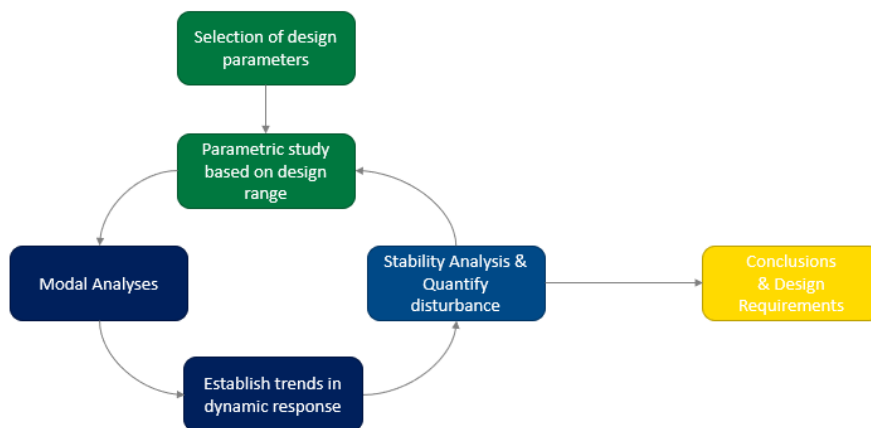 Selection of design
parameters
Parametric study
based on design
range
Modal Analyses
Stability Analysis &
Quantify
disturbance
Conclusions
& Design
Requirements
Establish trends in
dynamic response